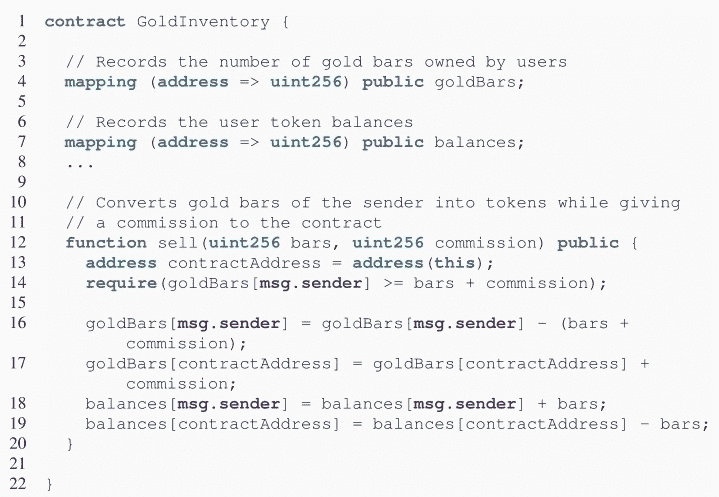 1 contract GoldInventory {
2
3 // Records the number of gold bars owned by users
4 mapping (address => uint256) public goldBars;
5
6 // Records the user token balances
7 mapping (address => uint256) public balances;
8 ...
9
10 // Converts gold bars of the sender into tokens while giving
11 // a commission to the contract
12 function sell(uint256 bars, uint256 commission) public {
13 address contractAddress = address(this);
14 require(goldBars[msg.sender] >= bars + commission);
15
16 goldBars[msg.sender] = goldBars[msg.sender] - (bars +
commission);
17 goldBars[contractAddress] = goldBars[contractAddress] +
commission;
18 balances[msg.sender] = balances[msg.sender] + bars;
19 balances[contractAddress] = balances[contractAddress] - bars;
20 }
21
22 }